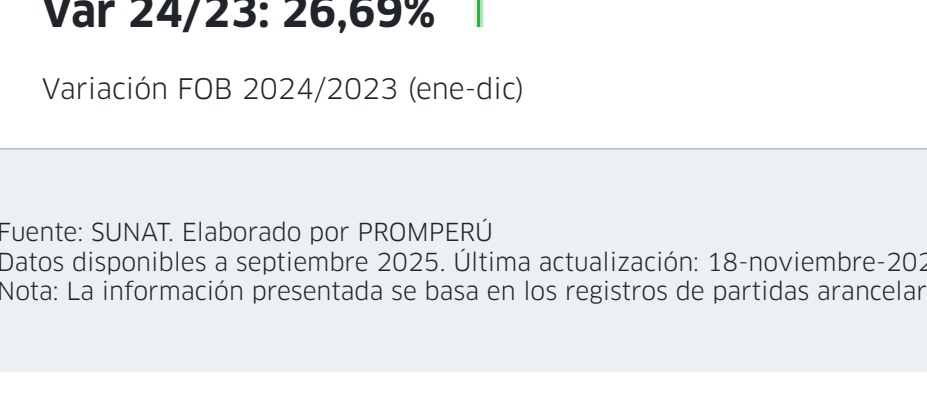 Var 24/23: 26,69%
Variación FOB 2024/2023 (ene-dic)
Fuente: SUNAT. Elaborado por PROMPERÚ
Datos disponibles a septiembre 2025. Última actualización: 18-noviembre-202
Nota: La información presentada se basa en los registros de partidas arancelar